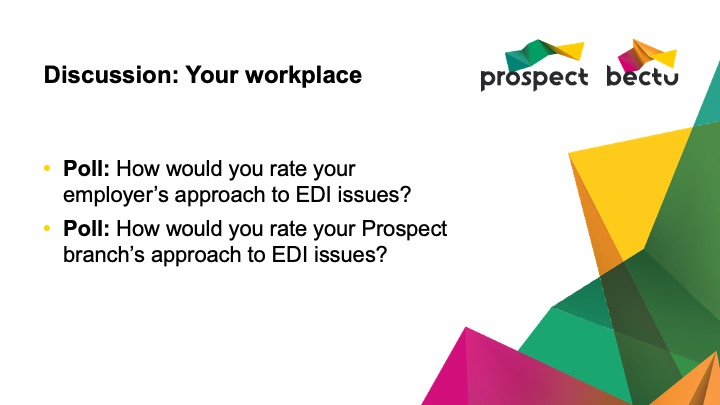 Discussion: Your workplace
prospect bectu
• Poll: How would you rate your
employer’s approach to EDI issues?
• Poll: How would you rate your Prospect
branch’s approach to EDI issues?